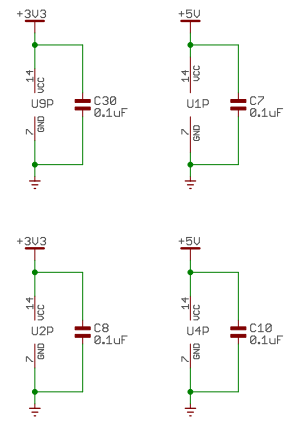 +3V3
14
VCC
U9P
C30
0.1uF
7
GND
+5V
14
VCC
U1P
C7
0.1uF
7
GND
+3V3
14
VCC
U2P
C8
0.1uF
7
GND
+5V
14
VCC
U4P
C10
0.1uF
7
GND